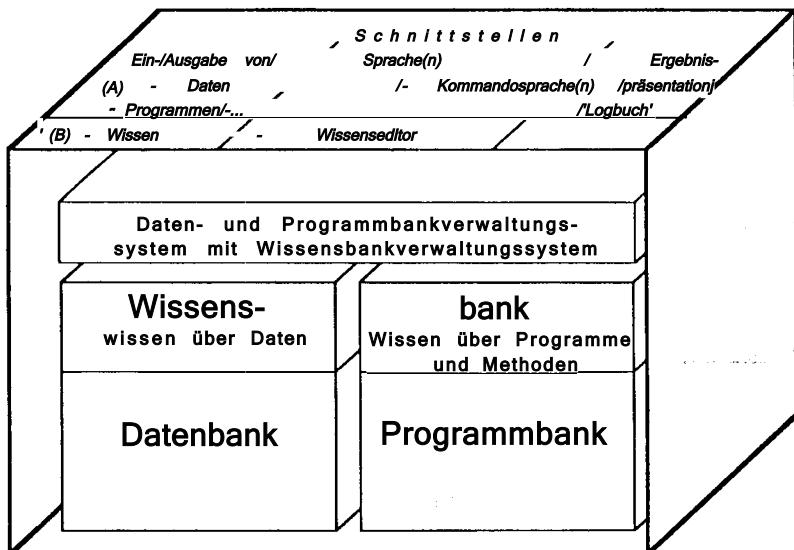 Schnittstellen
Ein-/Ausgabe von/ Sprache(n) / Ergebnis-
(A) - Daten /- Kommandosprache(n) /präsentation
- Programmen/-... /'Logbuch'
(B) - Wissen - Wissenseditor
Daten- und Programmbankverwaltungs-
system mit Wissensbankverwaltungssystem
Wissens- bank
wissen über Daten Wissen über Programme
und Methoden
Datenbank Programmbank